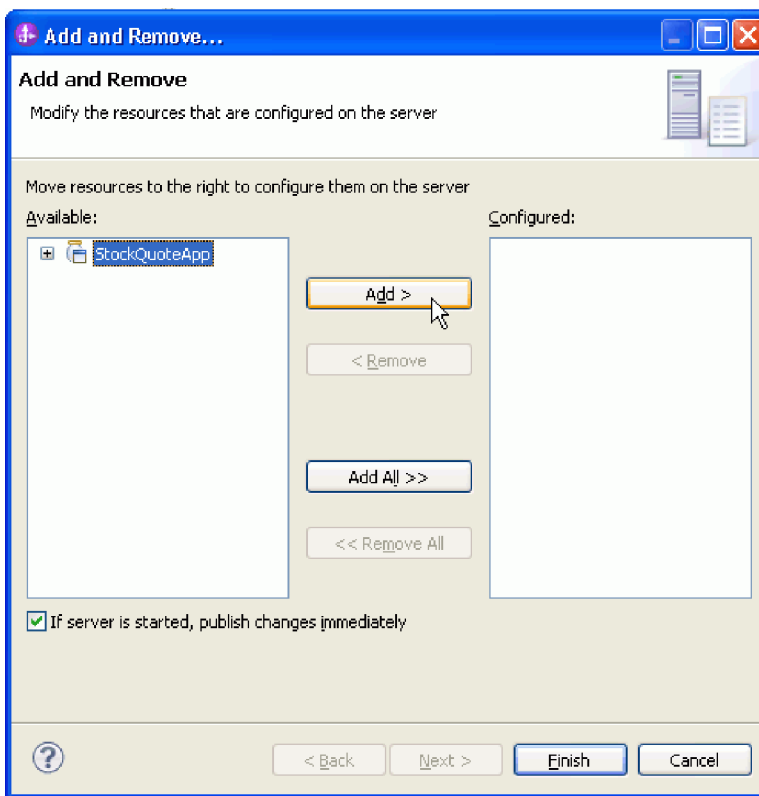 Add and Remove...
Add and Remove
Modify the resources that are configured on the server
Move resources to the right to configure them on the server
Available:
Configured:
StockQuoteApp
Add >
< Remove
Add All >>
<< Remove All
If server is started, publish changes immediately
?
< Back
Next >
Finish
Cancel